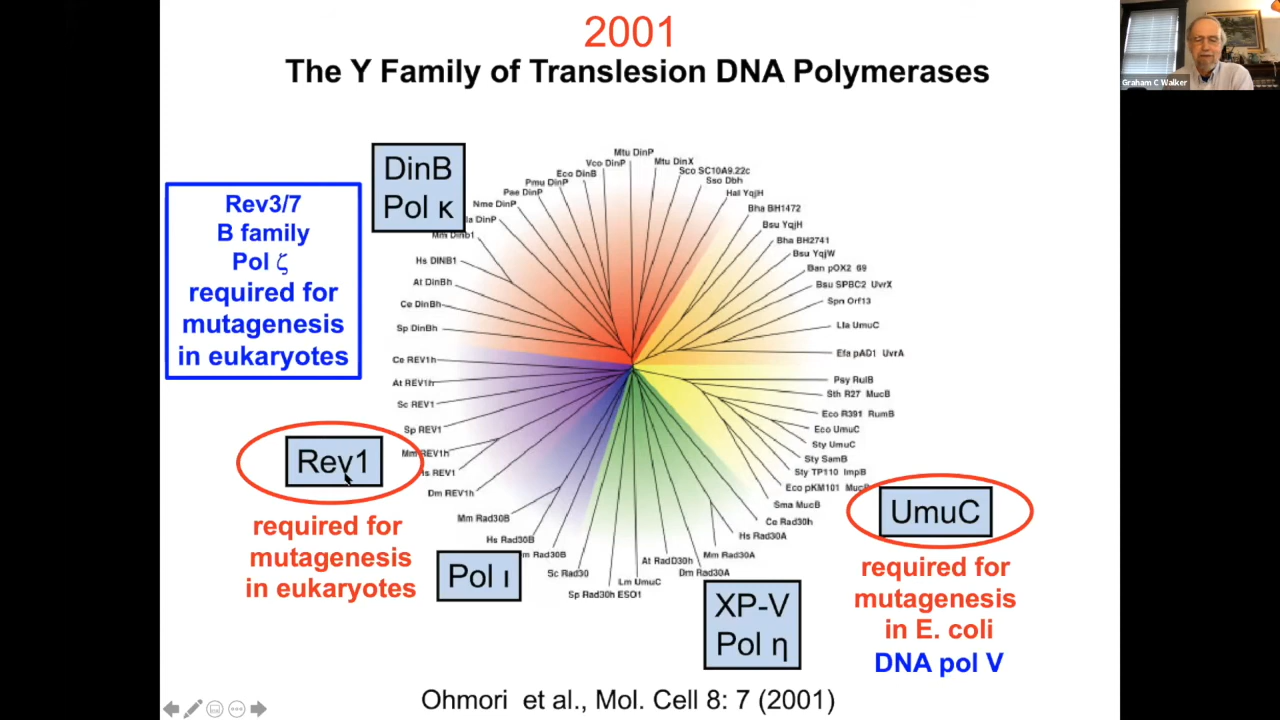 2001
The Y Family of Translesion DNA Polymerases
Graham C Walker
DinB
Pol κ
Rev3/7
B family
Pol ζ
required for
mutagenesis
in eukaryotes
Rev1
required for
mutagenesis
in eukaryotes
Pol ι
XP-V
Pol η
UmuC
required for
mutagenesis
in E. coli
DNA pol V
Mtu DinP
Mtu DinX
Sco SC10A9.22c
Sso Dbh
Hal YqjH
Bha BH1472
Bsu YqjH
Bha BH2741
Bsu YqjW
Ban pOX2 69
Bsu SPBC2 UvrX
Spn Orf13
Lla UmuC
Efa pAD1 UvrA
Psy RulB
Sth R27 MucB
Eco R391 RumB
Eco UmuC
Sty UmuC
Sty SamB
Sty TP110 ImpB
Eco pKM101
Sma MucB
Ce Rad30h
Hs Rad30A
Mm Rad30A
Dm Rad30A
At RadD30h
Lm UmuC
Sp Rad30h ESO1
Sc Rad30
Rad30B
Hs Rad30B
Mm Rad30B
Dm REV1h
REV1
Mm REV1h
Sp REV1
Sc REV1
At REV1h
Ce REV1h
Sp DinBh
Ce DinBh
At DinBh
Hs DINB1
Mm Dinb1
DinP
Nme DinP
Pae DinP
Pmu DinP
Eco DinB
Vco DinP
Ohmori et al., Mol. Cell 8: 7 (2001)